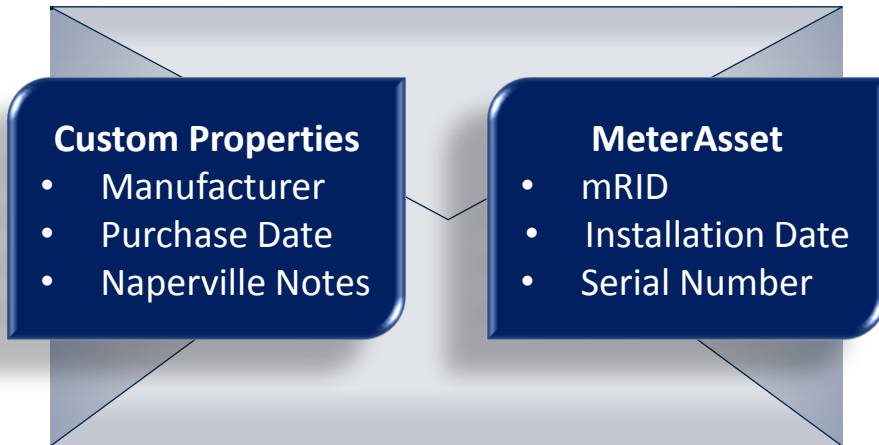 Custom Properties
• Manufacturer
• Purchase Date
• Naperville Notes
MeterAsset
• mRID
• Installation Date
• Serial Number